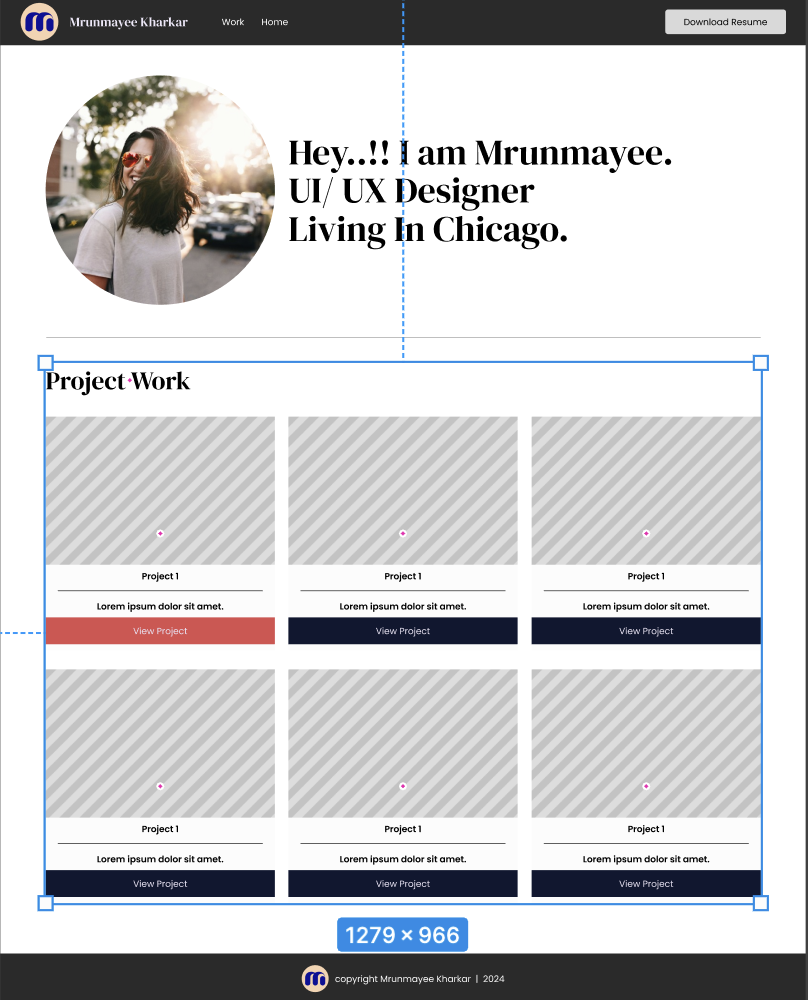 m Mrunmayee Kharkar Work Home Download Resume
Hey..!! I am Mrunmayee.
UI/ UX Designer
Living In Chicago.
Project Work
Project 1 Project 1 Project 1
Lorem ipsum dolor sit amet. Lorem ipsum dolor sit amet. Lorem ipsum dolor sit amet.
View Project View Project View Project
Project 1 Project 1 Project 1
Lorem ipsum dolor sit amet. Lorem ipsum dolor sit amet. Lorem ipsum dolor sit amet.
View Project View Project View Project
1279 × 966
m copyright Mrunmayee Kharkar | 2024